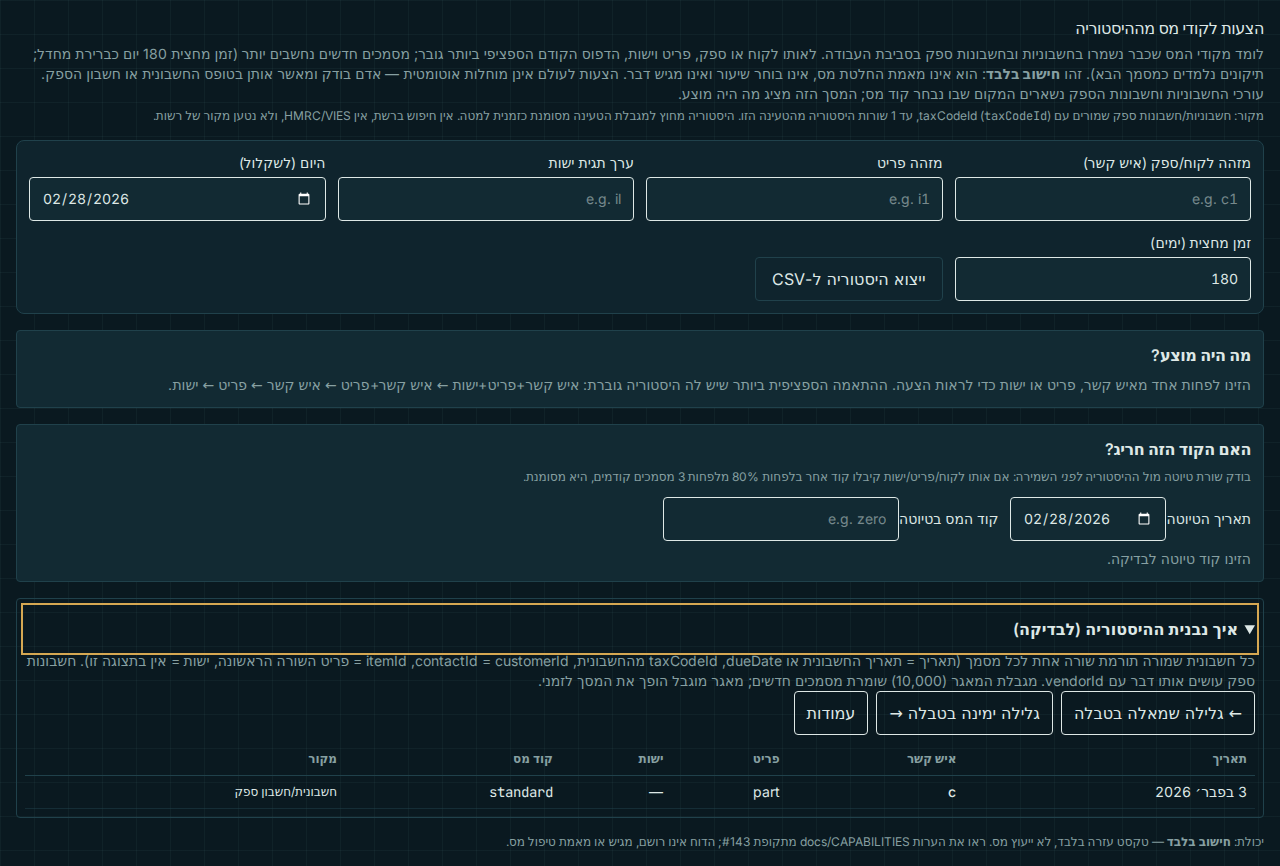 הצעות לקודי מס מההיסטוריה
לומד מקודי המס שכבר נשמרו בחשבוניות ובחשבונות ספק בסביבת העבודה. לאותו לקוח או ספק, פריט וישות, הדפוס הקודם הספציפי ביותר גובר; מסמכים חדשים נחשבים יותר (זמן מחצית 180 יום כברירת מחדל;
תיקונים נלמדים כמסמך הבא). זהו חישוב בלבד: הוא אינו מאמת החלטת מס, אינו בוחר שיעור ואינו מגיש דבר. הצעות לעולם אינן מוחלות אוטומטית — אדם בודק ומאשר אותן בטופס החשבונית או חשבון הספק.
עורכי החשבוניות וחשבונות הספק נשארים המקום שבו נבחר קוד מס; המסך הזה מציג מה היה מוצע.
מקור: חשבוניות/חשבונות ספק שמורים עם taxCodeId (taxCodeId), עד 1 שורות היסטוריה מהטעינה הזו. היסטוריה מחוץ למגבלת הטעינה מסומנת כזמנית למטה. אין חיפוש ברשת, אין HMRC/VIES, ולא נטען מקור של רשות.
מזהה לקוח/ספק (איש קשר)
מזהה פריט
ערך תגית ישות
היום (לשקלול)
e.g. c1
e.g. i1
e.g. il
02/28/2026
זמן מחצית (ימים)
180
ייצוא היסטוריה ל-CSV
מה היה מוצע?
הזינו לפחות אחד מאיש קשר, פריט או ישות כדי לראות הצעה. ההתאמה הספציפית ביותר שיש לה היסטוריה גוברת: איש קשר+פריט+ישות ← איש קשר+פריט ← איש קשר ← פריט ← ישות.
האם הקוד הזה חריג?
בודק שורת טיוטה מול ההיסטוריה לפני השמירה: אם אותו לקוח/פריט/ישות קיבלו קוד אחר בלפחות 80% מלפחות 3 מסמכים קודמים, היא מסומנת.
תאריך הטיוטה
02/28/2026
קוד המס בטיוטה
e.g. zero
הזינו קוד טיוטה לבדיקה.
▼ איך נבנית ההיסטוריה (לבדיקה)
כל חשבונית שמורה תורמת שורה אחת לכל מסמך (תאריך = תאריך החשבונית או dueDate, taxCodeId מהחשבונית, contactId = customerId, itemId = פריט השורה הראשונה, ישות = אין בתצוגה זו). חשבונות
ספק עושים אותו דבר עם vendorId. מגבלת המאגר (10,000) שומרת מסמכים חדשים; מאגר מוגבל הופך את המסך לזמני.
← גלילה שמאלה בטבלה
גלילה ימינה בטבלה →
עמודות
תאריך
איש קשר
פריט
ישות
קוד מס
מקור
3 בפבר׳ 2026
c
part
—
standard
חשבונית/חשבון ספק
יכולת: חישוב בלבד — טקסט עזרה בלבד, לא ייעוץ מס. ראו את הערות docs/CAPABILITIES מתקופת #143; הדוח אינו רושם, מגיש או מאמת טיפול מס.